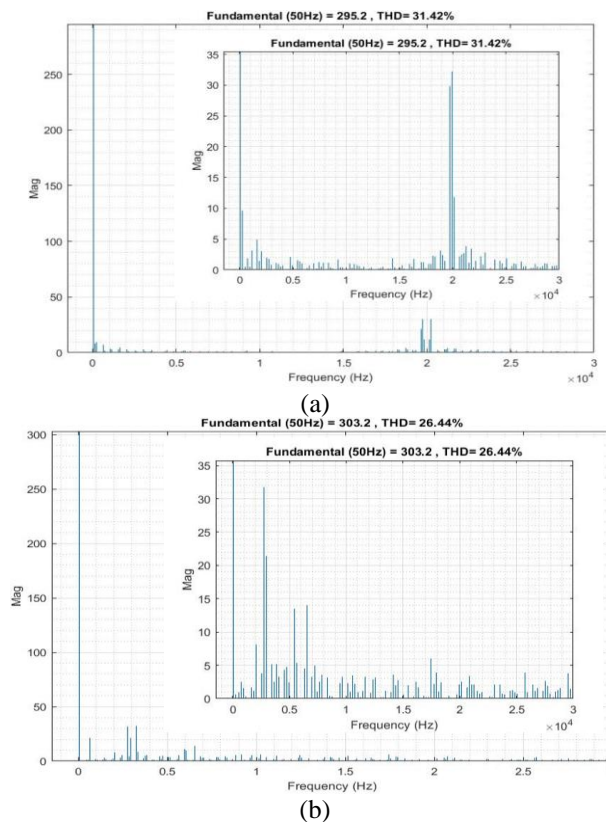 Fundamental (50Hz) = 295.2 , THD= 31.42%
Fundamental (50Hz) = 295.2 , THD= 31.42%
Mag
250
200
150
100
50
0
Mag
35
30
25
20
15
10
5
0
0 0.5 1 1.5 2 2.5 3
Frequency (Hz)
×10⁴
0 0.5 1 1.5 2 2.5 3
Frequency (Hz)
×10⁴
(a)
Fundamental (50Hz) = 303.2 , THD= 26.44%
Fundamental (50Hz) = 303.2 , THD= 26.44%
Mag
300
250
200
150
100
50
0
Mag
35
30
25
20
15
10
5
0
0 0.5 1 1.5 2 2.5 3
Frequency (Hz)
×10⁴
0 0.5 1 1.5 2 2.5
Frequency (Hz)
(b)